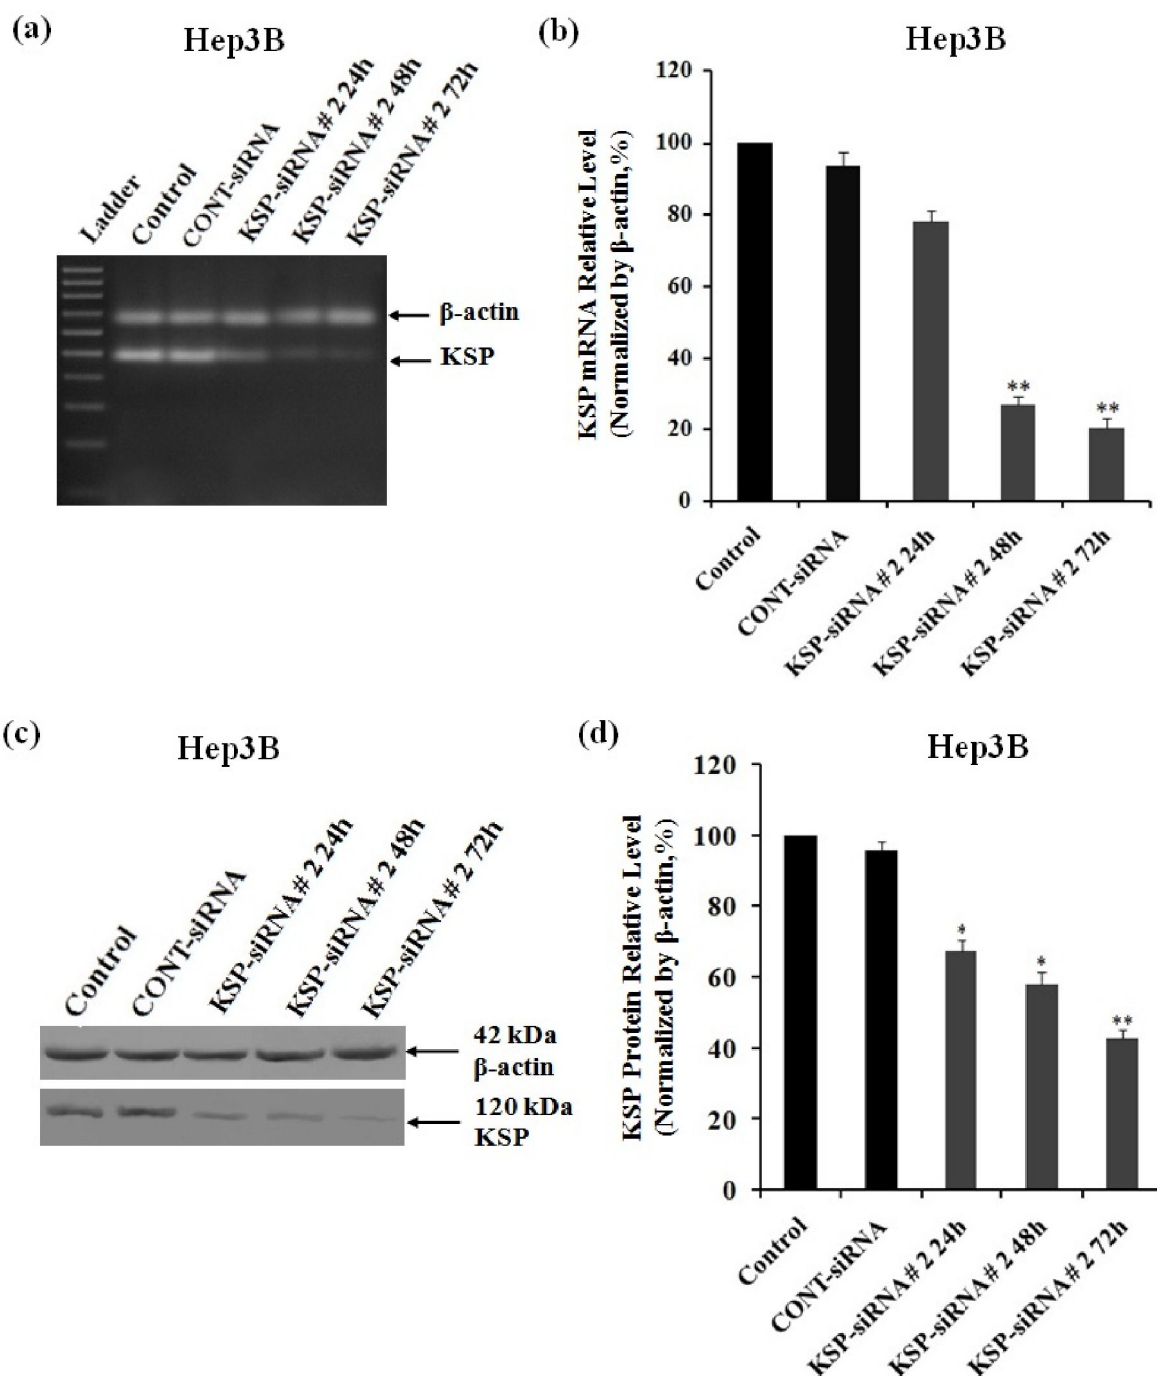 (a)
Hep3B
Ladder
Control
CONT-siRNA
KSP-siRNA# 2 24h
KSP-siRNA# 2 48h
KSP-siRNA# 2 72h
β-actin
KSP
(b)
Hep3B
KSP mRNA Relative Level
(Normalized by β-actin,%)
120
100
80
60
40
20
0
**
**
Control
CONT-siRNA
KSP-siRNA# 2 24h
KSP-siRNA# 2 48h
KSP-siRNA# 2 72h
(c)
Hep3B
Control
CONT-siRNA
KSP-siRNA# 2 24h
KSP-siRNA# 2 48h
KSP-siRNA# 2 72h
42 kDa
β-actin
120 kDa
KSP
(d)
Hep3B
KSP Protein Relative Level
(Normalized by β-actin,%)
120
100
80
60
40
20
0
*
*
**
Control
CONT-siRNA
KSP-siRNA# 2 24h
KSP-siRNA# 2 48h
KSP-siRNA# 2 72h